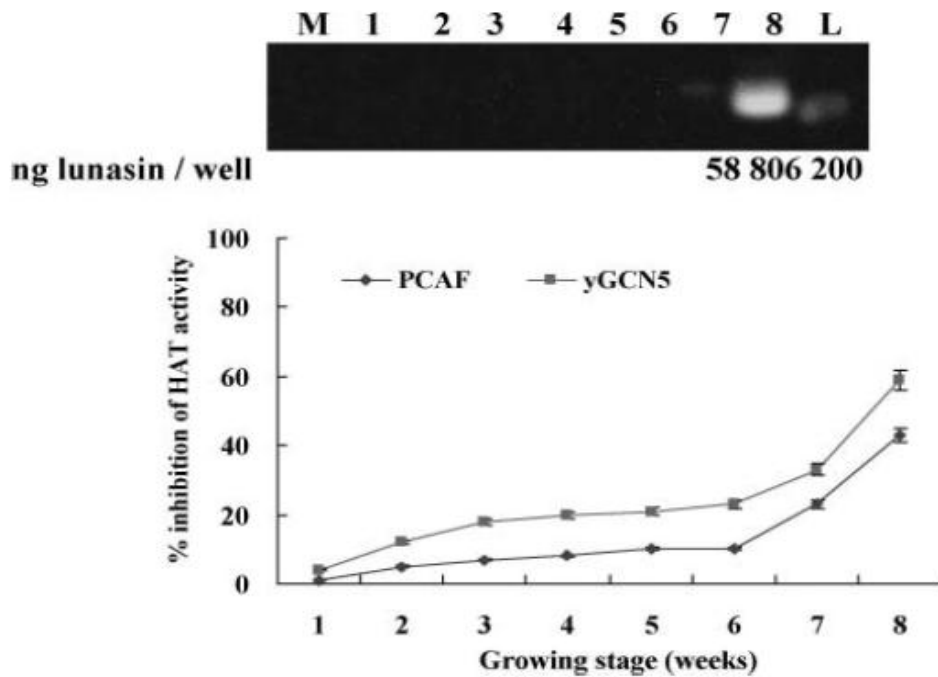 M 1 2 3 4 5 6 7 8 L
ng lunasin / well 58 806 200
100
PCAF yGCN5
80
60
40
20
0
% inhibition of HAT activity
1 2 3 4 5 6 7 8
Growing stage (weeks)